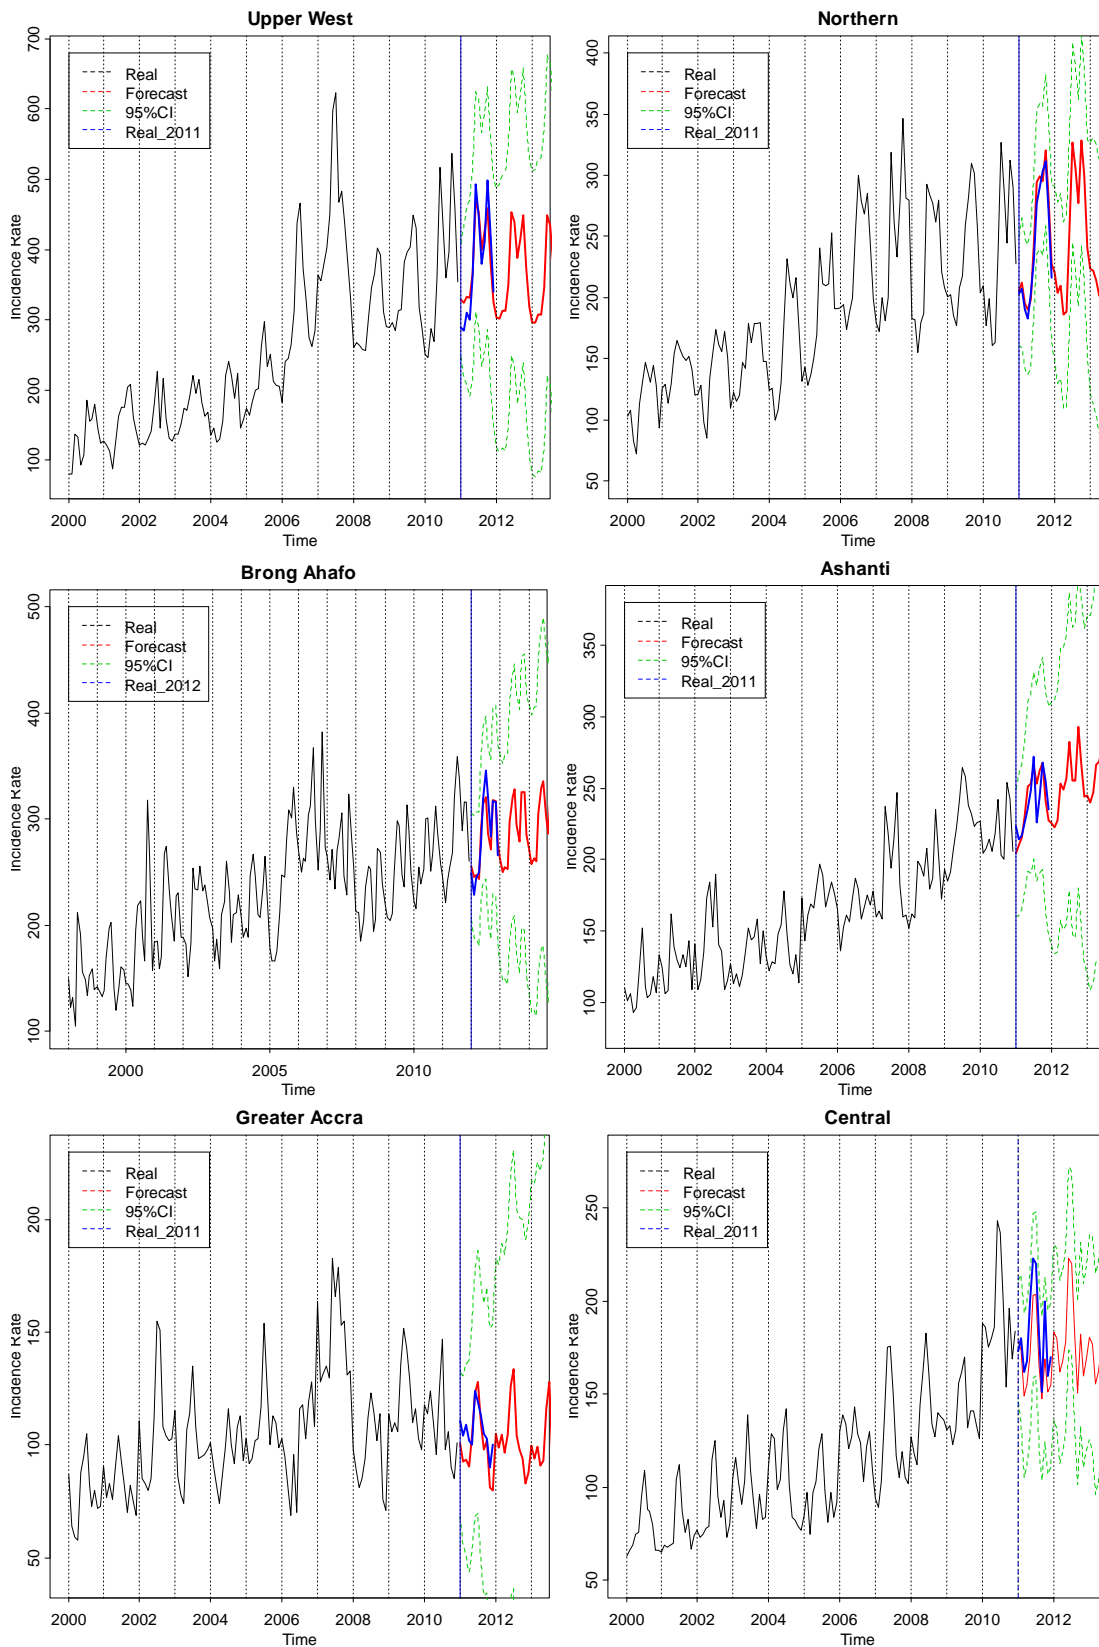 Upper West
Incidence Rate
100 200 300 400 500 600 700
Real
Forecast
95%CI
Real_2011
2000 2002 2004 2006 2008 2010 2012
Time
Northern
Incidence Rate
50 100 150 200 250 300 350 400
Real
Forecast
95%CI
Real_2011
2000 2002 2004 2006 2008 2010 2012
Time
Brong Ahafo
Incidence Rate
100 200 300 400 500
Real
Forecast
95%CI
Real_2012
2000 2005 2010
Time
Ashanti
Incidence Rate
100 150 200 250 300 350
Real
Forecast
95%CI
Real_2011
2000 2002 2004 2006 2008 2010 2012
Time
Greater Accra
Incidence Rate
50 100 150 200
Real
Forecast
95%CI
Real_2011
2000 2002 2004 2006 2008 2010 2012
Time
Central
Incidence Rate
50 100 150 200 250
Real
Forecast
95%CI
Real_2011
2000 2002 2004 2006 2008 2010 2012
Time